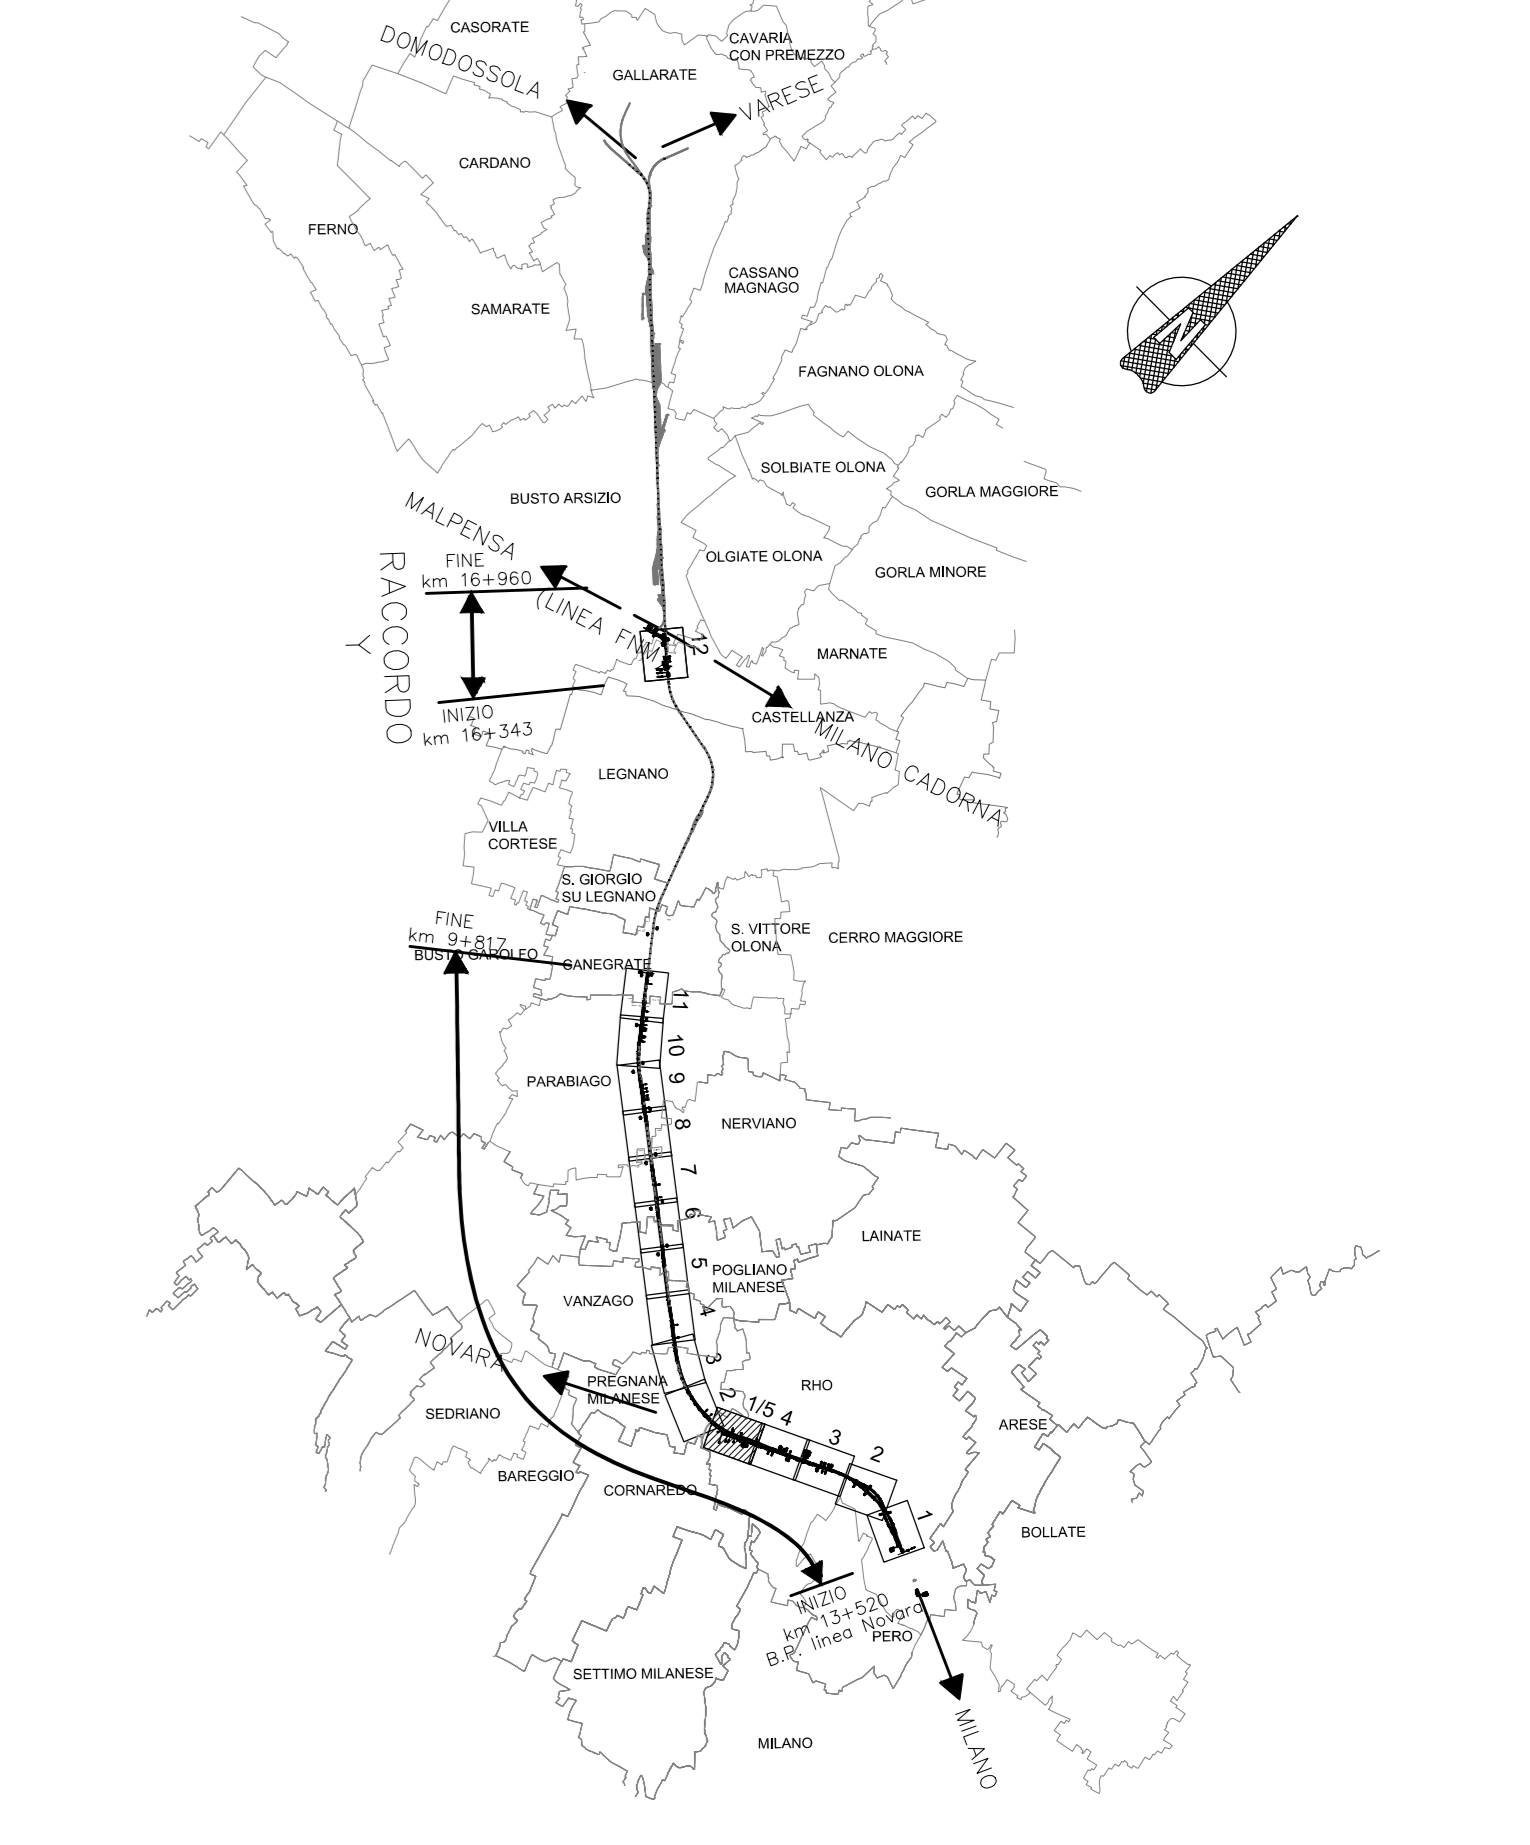 CASORATE
DOMODOSSOLA
CAVARIA
CON PREMEZZO
GALLARATE
VARESE
CARDANO
FERNO
CASSANO
MAGNAGO
SAMARATE
N
FAGNANO OLONA
SOLBIATE OLONA
GORLA MAGGIORE
BUSTO ARSIZIO
MALPENSA
(LINEA FNM)
OLGIATE OLONA
GORLA MINORE
FINE
km 16+960
RACCORDO
Y
12
MARNATE
INIZIO
km 16+343
CASTELLANZA
MILANO CADORNA
LEGNANO
VILLA
CORTESE
S. GIORGIO
SU LEGNANO
FINE
km 9+817
BUSTO GAROLFO
CANEGRATE
S. VITTORE
OLONA
CERRO MAGGIORE
11
10
9
8
7
6
5
4
3
2
PARABIAGO
NERVIANO
LAINATE
POGLIANO
MILANESE
VANZAGO
NOVARA
PREGNANA
MILANESE
RHO
SEDRIANO
ARESE
1/5
4
3
2
1
BAREGGIO
CORNAREDO
BOLLATE
INIZIO
km 13+520
B.P. linea Novara
PERO
SETTIMO MILANESE
MILANO
MILANO